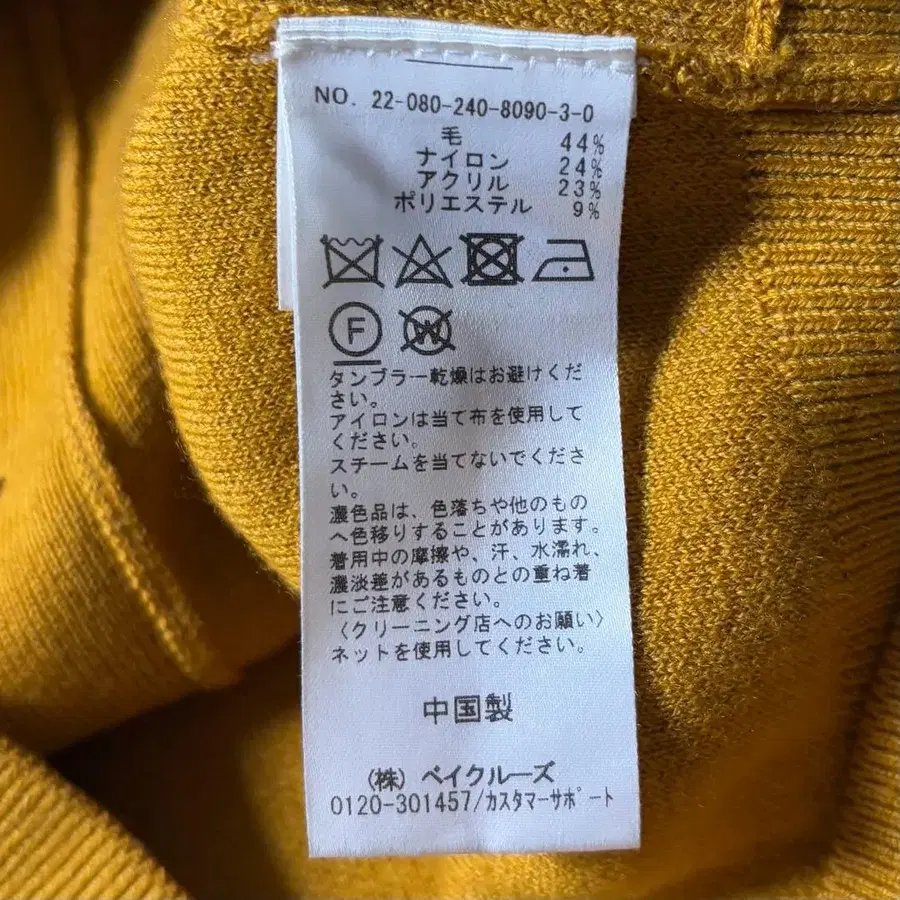 NO. 22-080-240-8090-3-0
毛 44%
ナイロン 24%
アクリル 23%
ポリエステル 9%
F W
タンブラー乾燥はお避けくだ
さい。
アイロンは当て布を使用して
ください。
スチームを当てないでくださ
い。
濃色品は、色落ちや他のもの
へ色移りすることがあります。
着用中の摩擦や、汗、水濡れ、
濃淡差があるものとの重ね着
にご注意ください。
〈クリーニング店へのお願い〉
ネットを使用してください。
中国製
(株) ベイクルーズ
0120-301457/カスタマーサポート